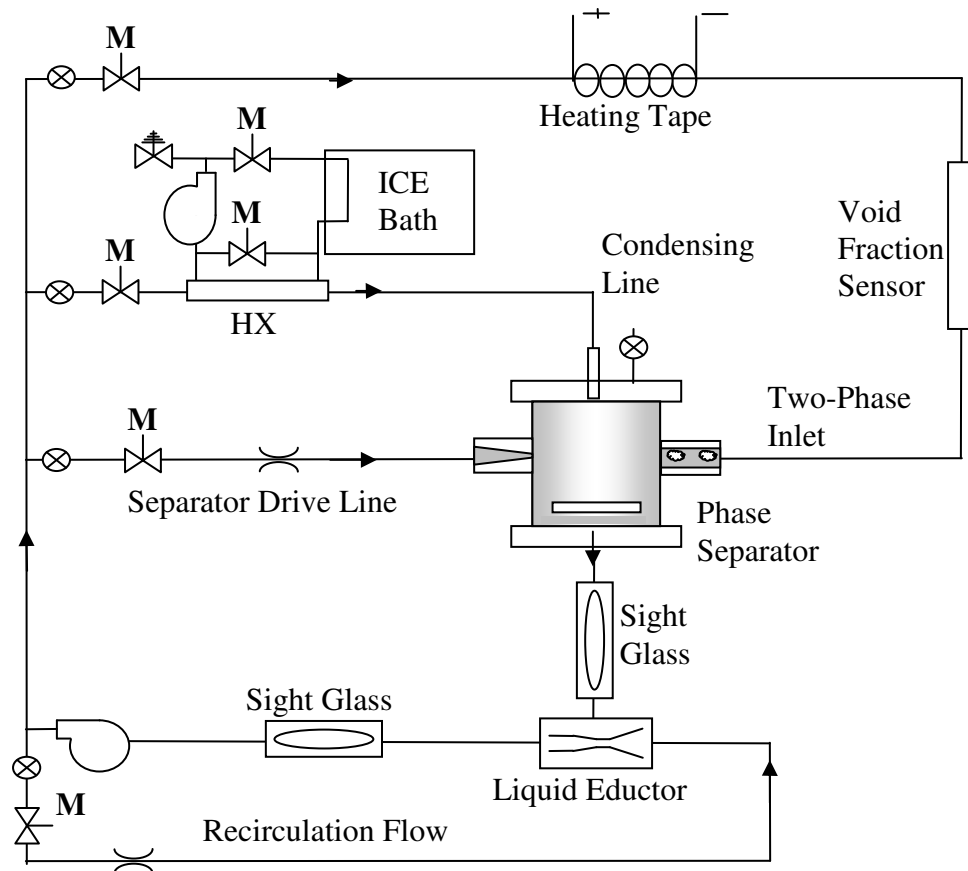 M
Heating Tape
M
ICE
Bath
M
M
HX
Condensing
Line
Void
Fraction
Sensor
M
Separator Drive Line
Two-Phase
Inlet
Phase
Separator
Sight
Glass
Sight Glass
Liquid Eductor
M
Recirculation Flow